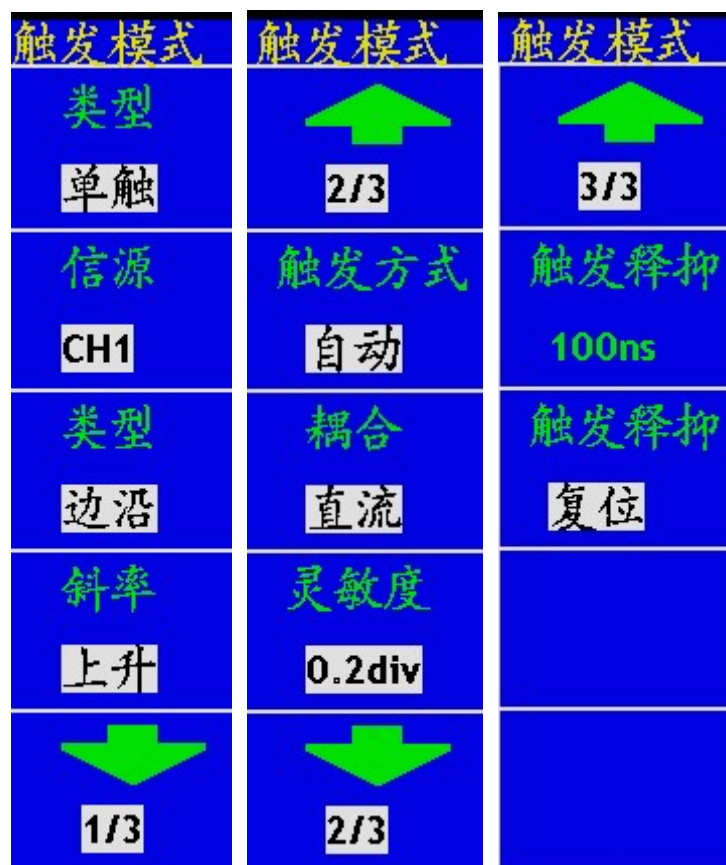 触发模式
类型
单触
信源
CH1
类型
边沿
斜率
上升
1/3
触发模式
2/3
触发方式
自动
耦合
直流
灵敏度
0.2div
2/3
触发模式
3/3
触发释抑
100ns
触发释抑
复位